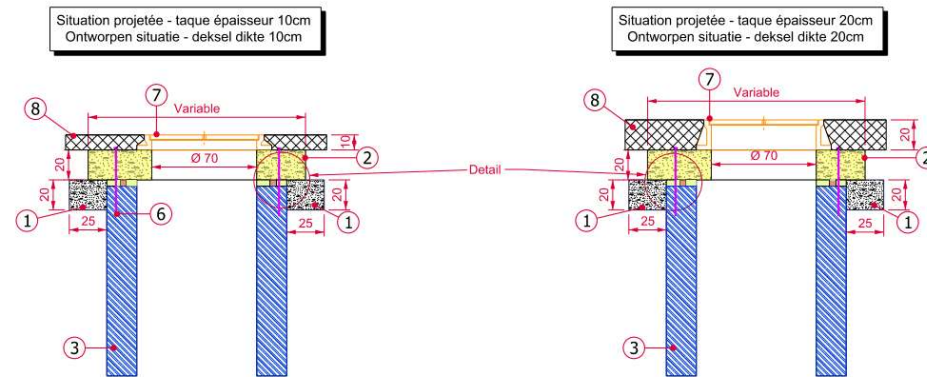 Situation projetée - taque épaisseur 10cm
Ontworpen situatie - deksel dikte 10cm
Situation projetée - taque épaisseur 20cm
Ontworpen situatie - deksel dikte 20cm
7
8
Variable
10
20
Ø 70
2
20
20
1
25
6
25
1
3
Detail
7
8
Variable
20
20
Ø 70
2
20
20
1
25
25
1
3